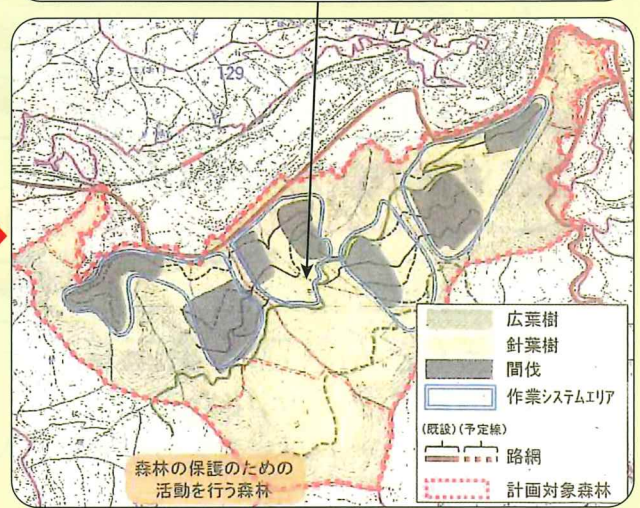 129
広葉樹
針葉樹
間伐
作業システムエリア
(既設)(予定線)
路網
計画対象森林
森林の保護のための
活動を行う森林